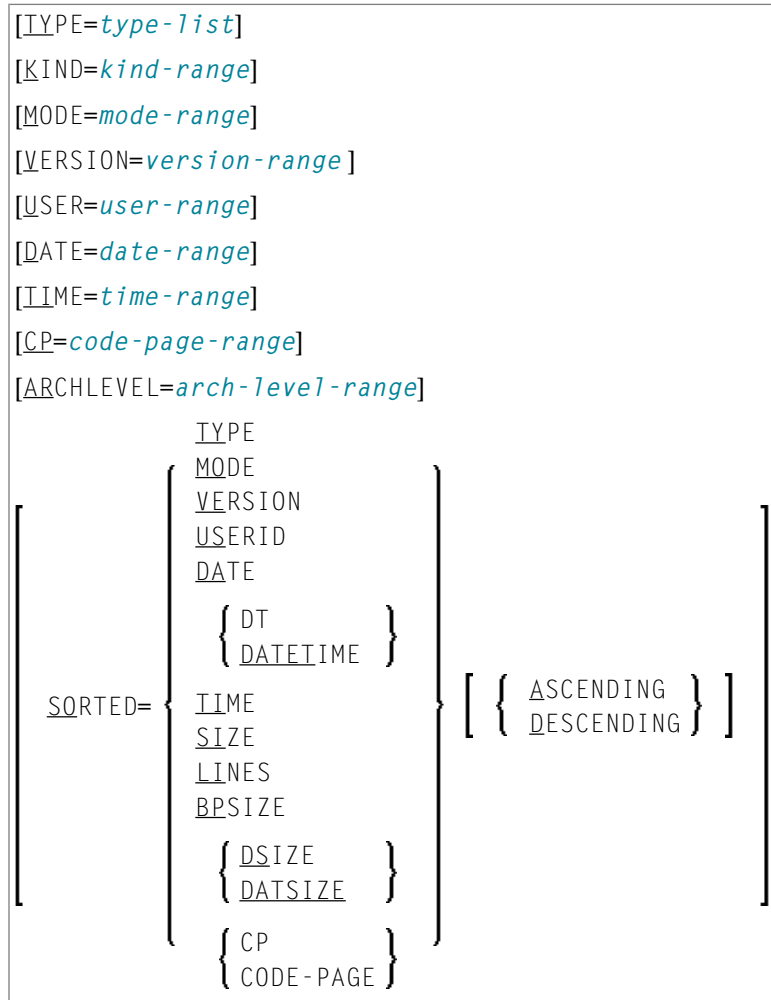 [TYPE=type-list]
[KIND=kind-range]
[MODE=mode-range]
[VERSION=version-range ]
[USER=user-range]
[DATE=date-range]
[TIME=time-range]
[CP=code-page-range]
[ARCHLEVEL=arch-level-range]
TYPE
MODE
VERSION
USERID
DATE
DT
DATETIME
SORTED=
TIME
SIZE
LINES
BPSIZE
DSIZE
DATSIZE
CP
CODE-PAGE
ASCENDING
DESCENDING